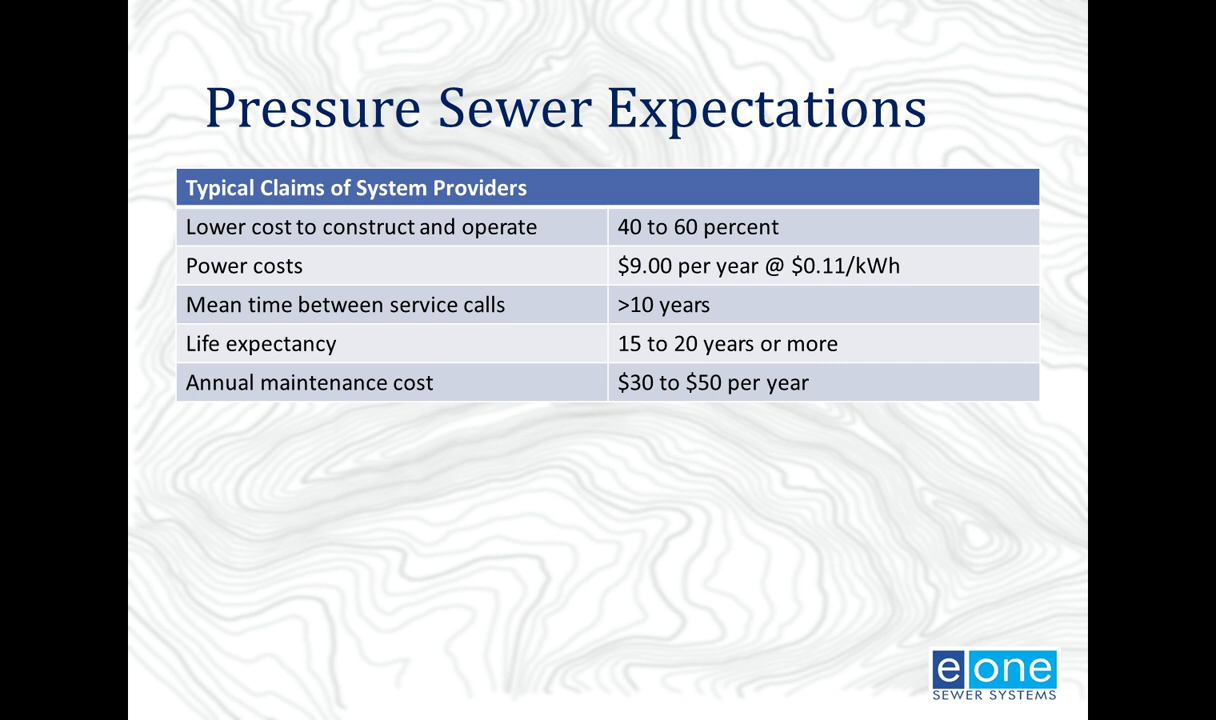 Pressure Sewer Expectations
Typical Claims of System Providers
Lower cost to construct and operate 40 to 60 percent
Power costs $9.00 per year @ $0.11/kWh
Mean time between service calls >10 years
Life expectancy 15 to 20 years or more
Annual maintenance cost $30 to $50 per year
e one
SEWER SYSTEMS